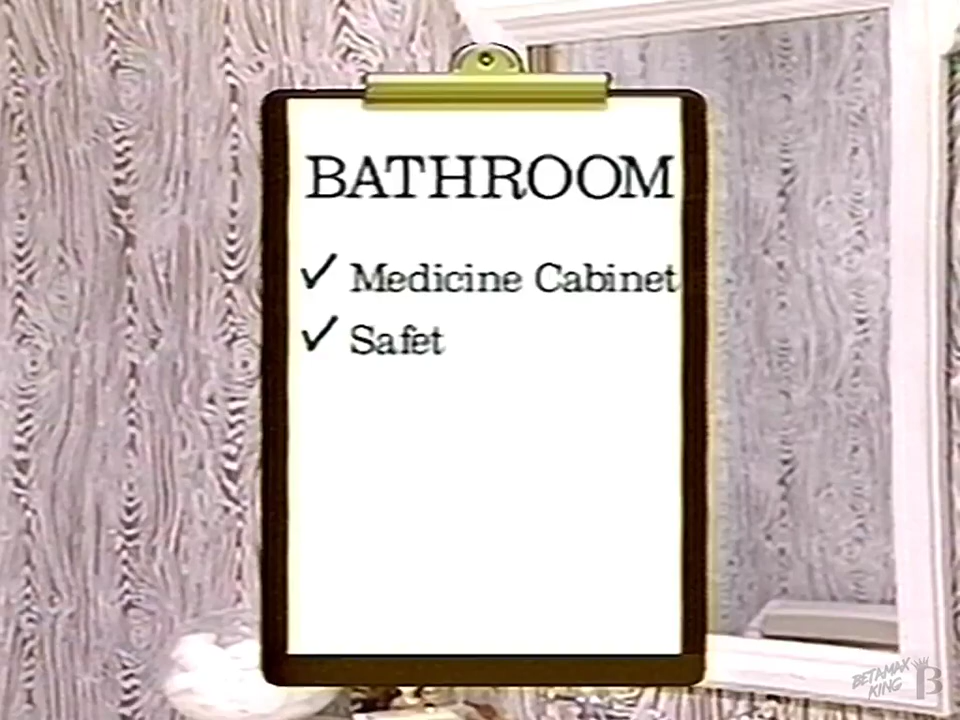 BATHROOM
✓ Medicine Cabinet
✓ Safet
BETAMAX
KING
B